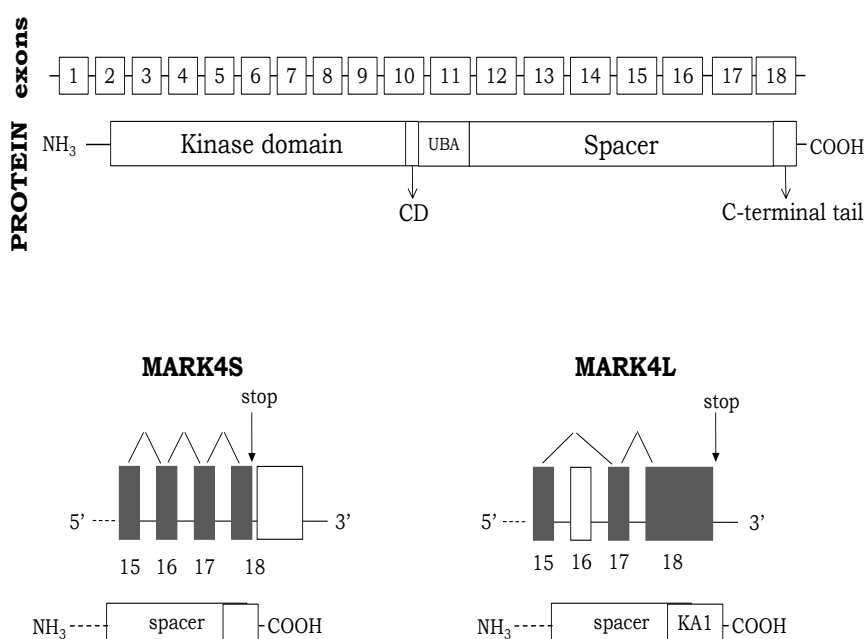 exons
1 2 3 4 5 6 7 8 9 10 11 12 13 14 15 16 17 18
PROTEIN
NH3 Kinase domain UBA Spacer COOH
CD C-terminal tail
MARK4S MARK4L
stop stop
5’ 3’ 5’ 3’
15 16 17 18 15 16 17 18
NH3 spacer COOH NH3 spacer KA1 COOH